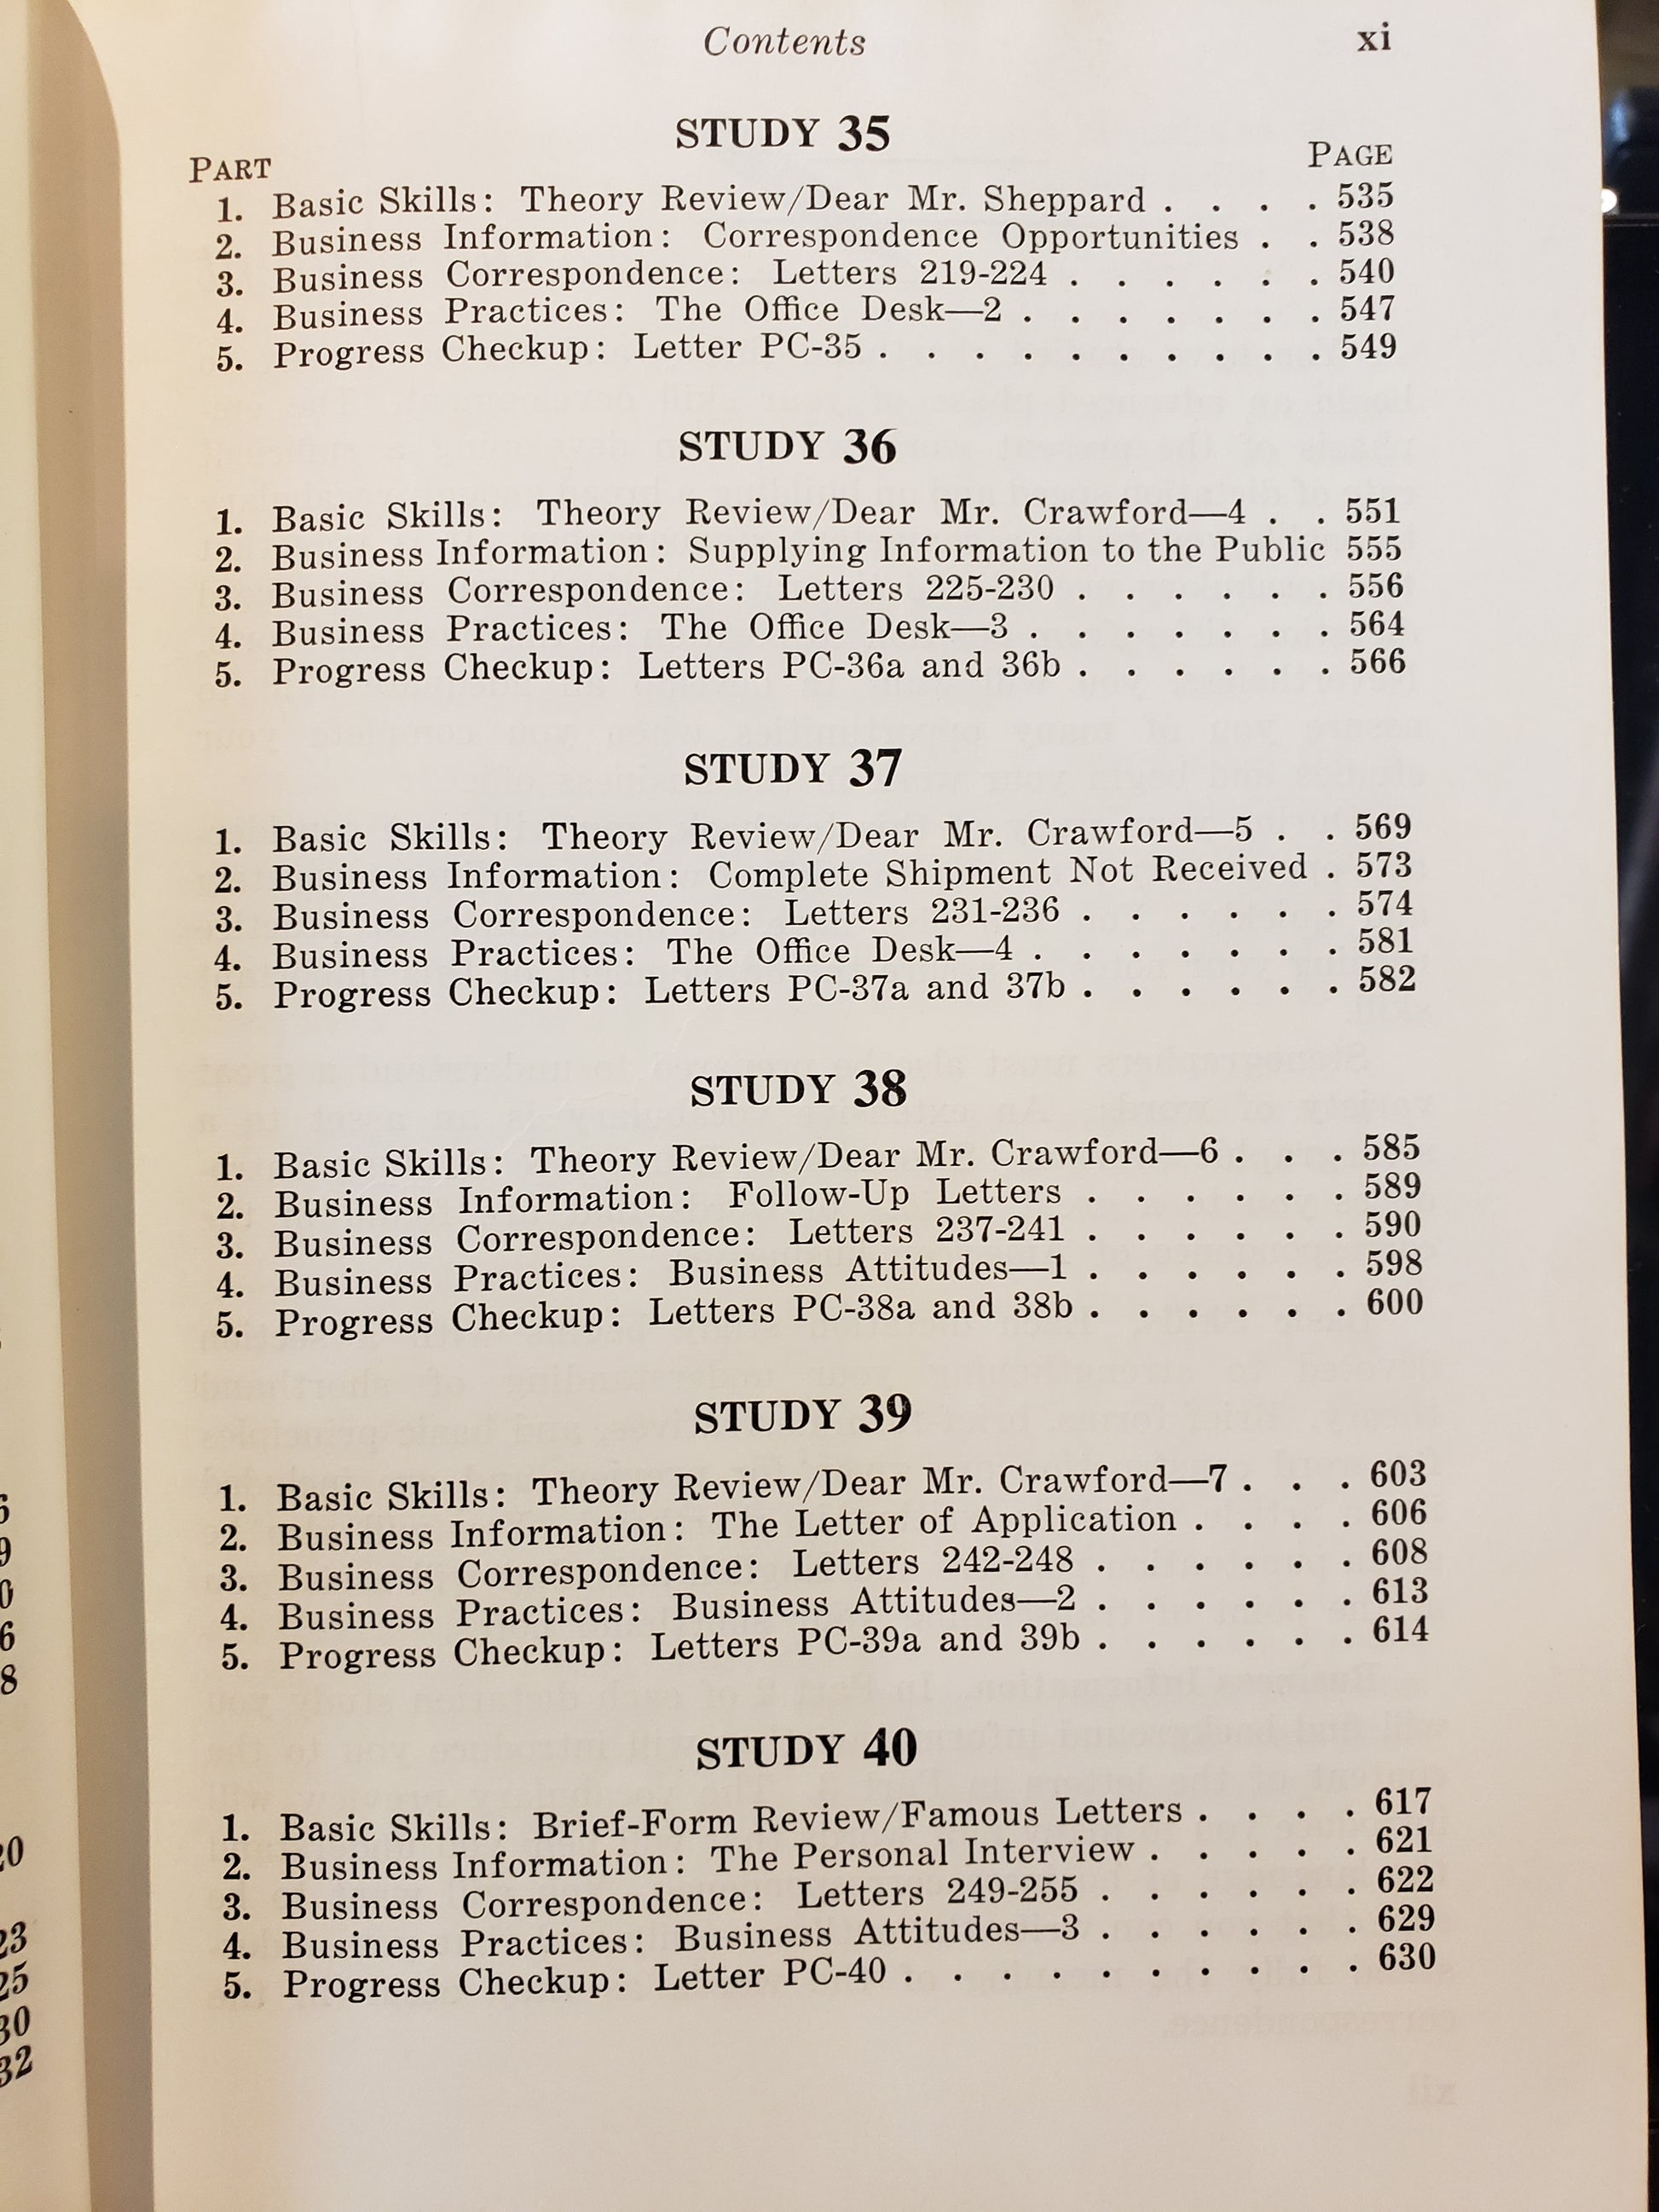 Contents xi
STUDY 35
PART PAGE
1. Basic Skills: Theory Review/Dear Mr. Sheppard . . . . 535
2. Business Information: Correspondence Opportunities . . 538
3. Business Correspondence: Letters 219-224 . . . . . . 540
4. Business Practices: The Office Desk—2 . . . . . . . 547
5. Progress Checkup: Letter PC-35 . . . . . . . . . . 549
STUDY 36
1. Basic Skills: Theory Review/Dear Mr. Crawford—4 . . 551
2. Business Information: Supplying Information to the Public 555
3. Business Correspondence: Letters 225-230 . . . . . . 556
4. Business Practices: The Office Desk—3 . . . . . . . 564
5. Progress Checkup: Letters PC-36a and 36b . . . . . . 566
STUDY 37
1. Basic Skills: Theory Review/Dear Mr. Crawford—5 . . 569
2. Business Information: Complete Shipment Not Received . 573
3. Business Correspondence: Letters 231-236 . . . . . . 574
4. Business Practices: The Office Desk—4 . . . . . . . 581
5. Progress Checkup: Letters PC-37a and 37b . . . . . . 582
STUDY 38
1. Basic Skills: Theory Review/Dear Mr. Crawford—6 . . . 585
2. Business Information: Follow-Up Letters . . . . . . 589
3. Business Correspondence: Letters 237-241 . . . . . . 590
4. Business Practices: Business Attitudes—1 . . . . . . 598
5. Progress Checkup: Letters PC-38a and 38b . . . . . . 600
STUDY 39
1. Basic Skills: Theory Review/Dear Mr. Crawford—7 . . . 603
2. Business Information: The Letter of Application . . . . 606
3. Business Correspondence: Letters 242-248 . . . . . . 608
4. Business Practices: Business Attitudes—2 . . . . . . 613
5. Progress Checkup: Letters PC-39a and 39b . . . . . . 614
STUDY 40
1. Basic Skills: Brief-Form Review/Famous Letters . . . . 617
2. Business Information: The Personal Interview . . . . . 621
3. Business Correspondence: Letters 249-255 . . . . . . 622
4. Business Practices: Business Attitudes—3 . . . . . . 629
5. Progress Checkup: Letter PC-40 . . . . . . . . . . 630